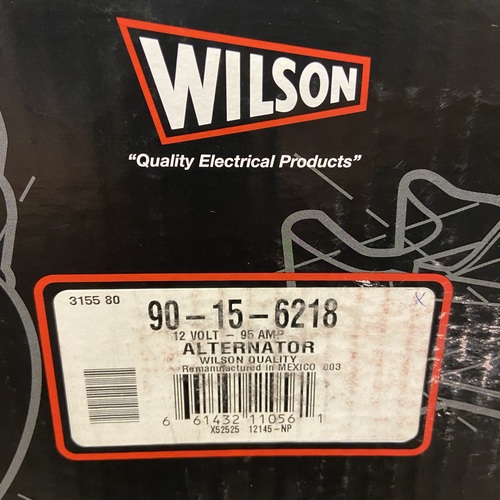 WILSON
“Quality Electrical Products”
3155 80
90-15-6218
12 VOLT - 95 AMP
ALTERNATOR
WILSON QUALITY
Remanufactured in MEXICO 003
6 61432 11056 1
X52525 12145-NP